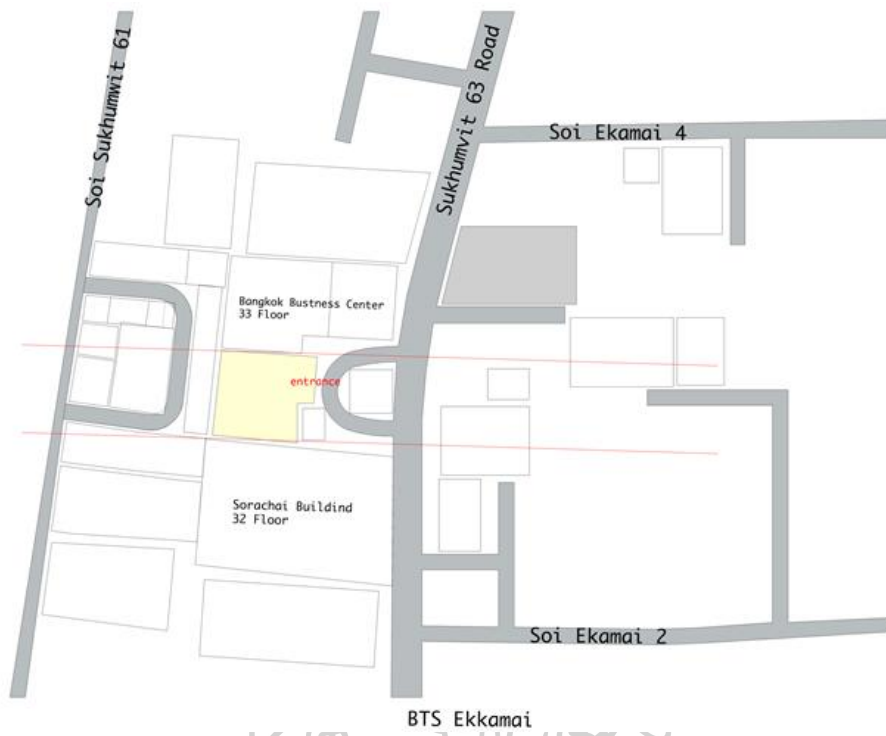 Soi Sukhumwit 61
Sukhumvit 63 Road
Soi Ekamai 4
Bangkok Bustness Center
33 Floor
entrance
Sorachai Buildind
32 Floor
Soi Ekamai 2
BTS Ekkamai